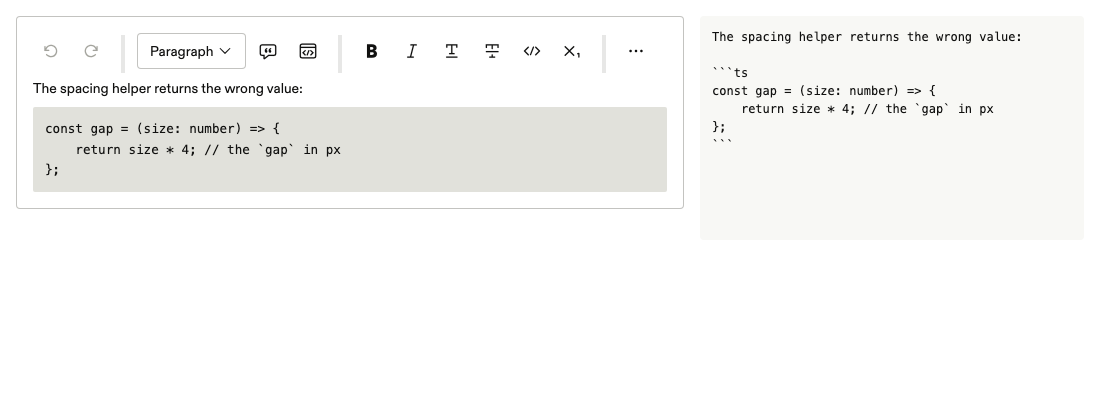 Paragraph
B I T T </> X₁ ...
The spacing helper returns the wrong value:
const gap = (size: number) => {
    return size * 4; // the `gap` in px
};
The spacing helper returns the wrong value:
```ts
const gap = (size: number) => {
    return size * 4; // the `gap` in px
};
```